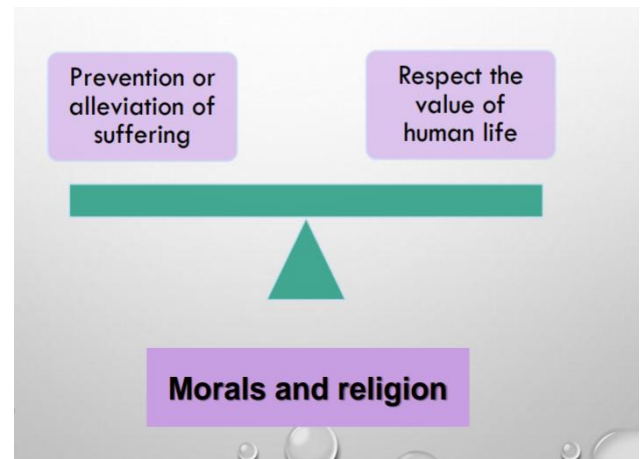 Prevention or
alleviation of
suffering
Respect the
value of
human life
Morals and religion